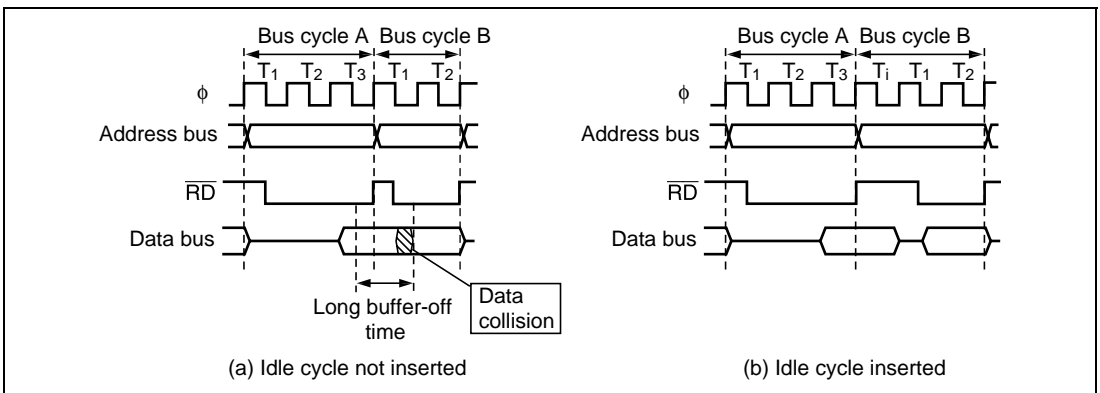 Bus cycle A Bus cycle B
T1 T2 T3 T1 T2
ϕ
Address bus
RD
Data bus
Long buffer-off
time
Data
collision
(a) Idle cycle not inserted
Bus cycle A Bus cycle B
T1 T2 T3 Ti T1 T2
ϕ
Address bus
RD
Data bus
(b) Idle cycle inserted